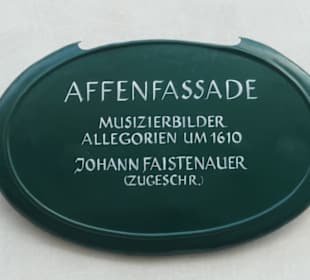 AFFENFASSADE
MUSIZIERBILDER
ALLEGORIEN UM 1610
JOHANN FAISTENAUER
(ZUGESCHR.)